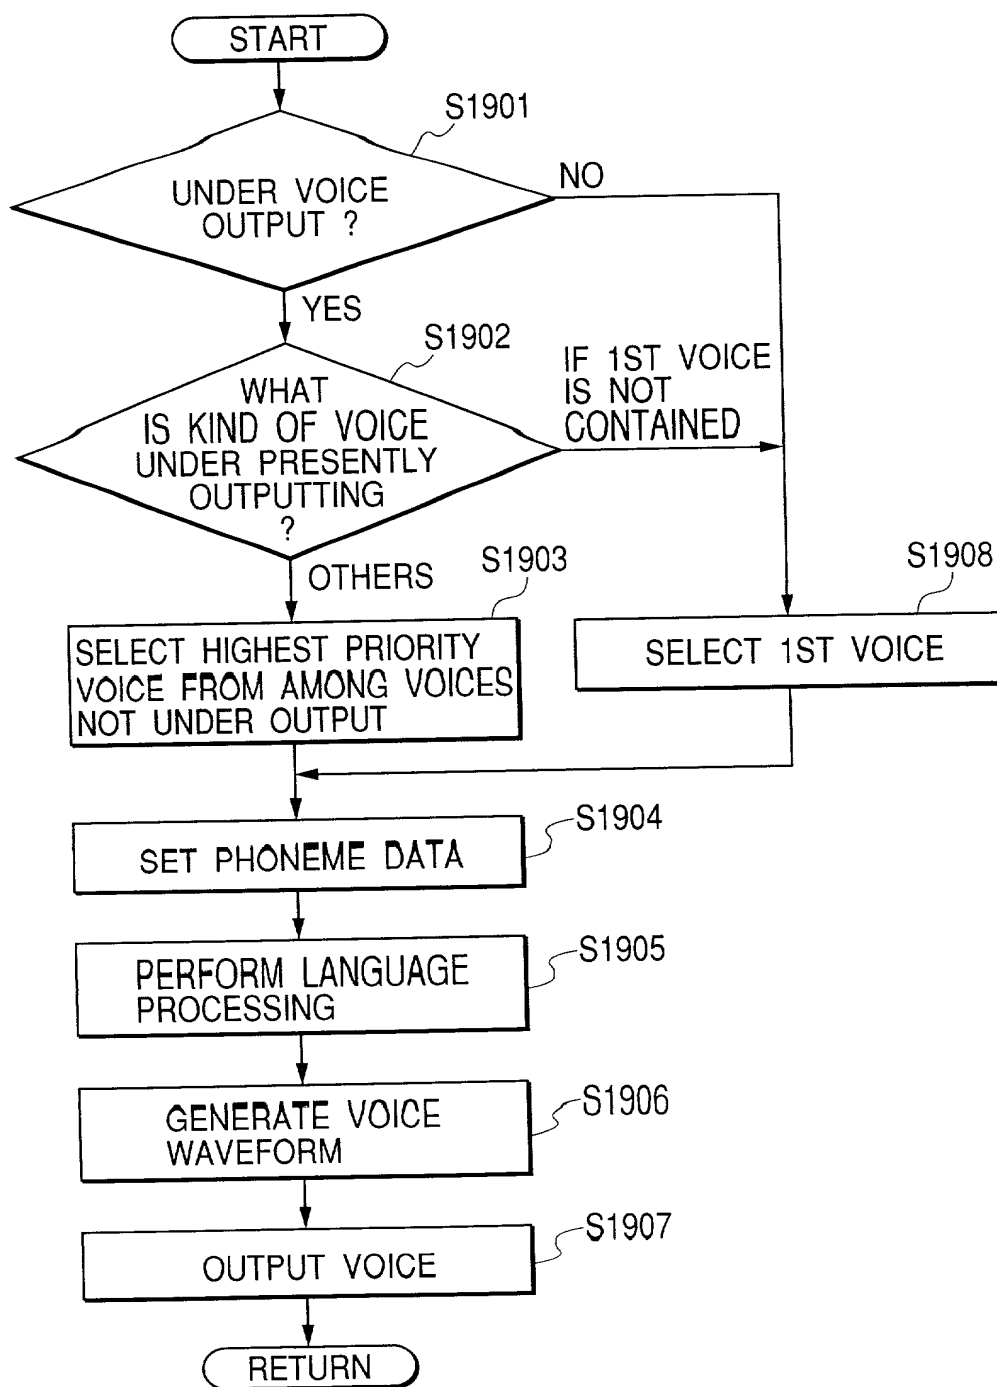 START
S1901
UNDER VOICE
OUTPUT ?
NO
YES
S1902
WHAT
IS KIND OF VOICE
UNDER PRESENTLY
OUTPUTTING
?
IF 1ST VOICE
IS NOT
CONTAINED
OTHERS
S1903
SELECT HIGHEST PRIORITY
VOICE FROM AMONG VOICES
NOT UNDER OUTPUT
S1908
SELECT 1ST VOICE
S1904
SET PHONEME DATA
S1905
PERFORM LANGUAGE
PROCESSING
S1906
GENERATE VOICE
WAVEFORM
S1907
OUTPUT VOICE
RETURN